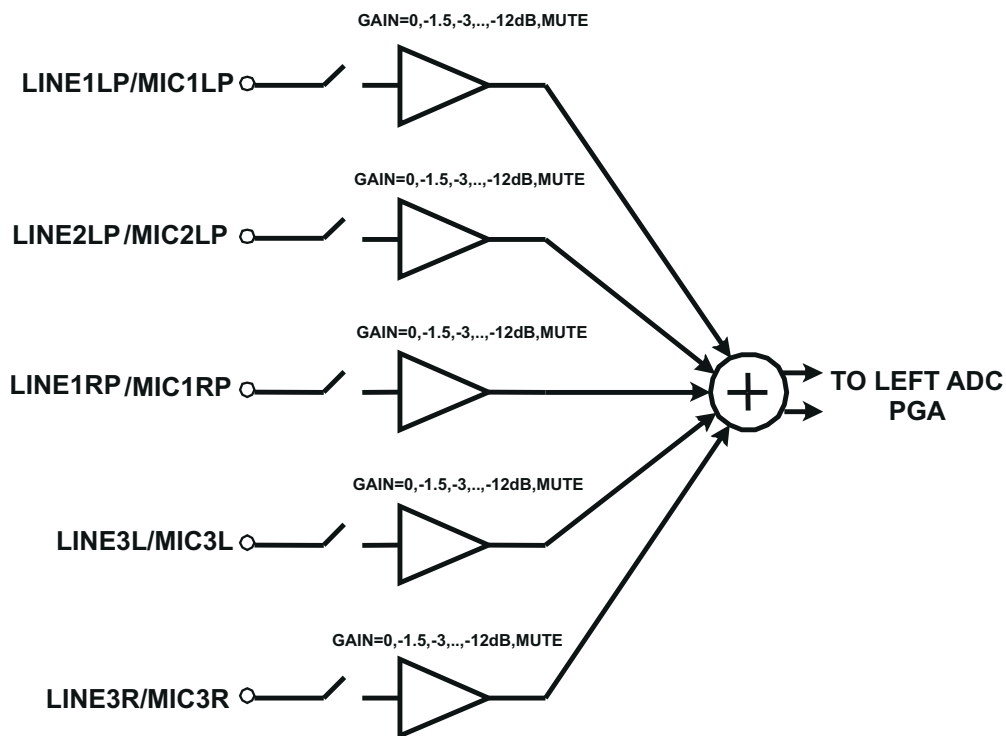 GAIN=0,-1.5,-3,..,-12dB,MUTE
LINE1LP/MIC1LP
GAIN=0,-1.5,-3,..,-12dB,MUTE
LINE2LP/MIC2LP
GAIN=0,-1.5,-3,..,-12dB,MUTE
LINE1RP/MIC1RP
TO LEFT ADC
PGA
GAIN=0,-1.5,-3,..,-12dB,MUTE
LINE3L/MIC3L
GAIN=0,-1.5,-3,..,-12dB,MUTE
LINE3R/MIC3R